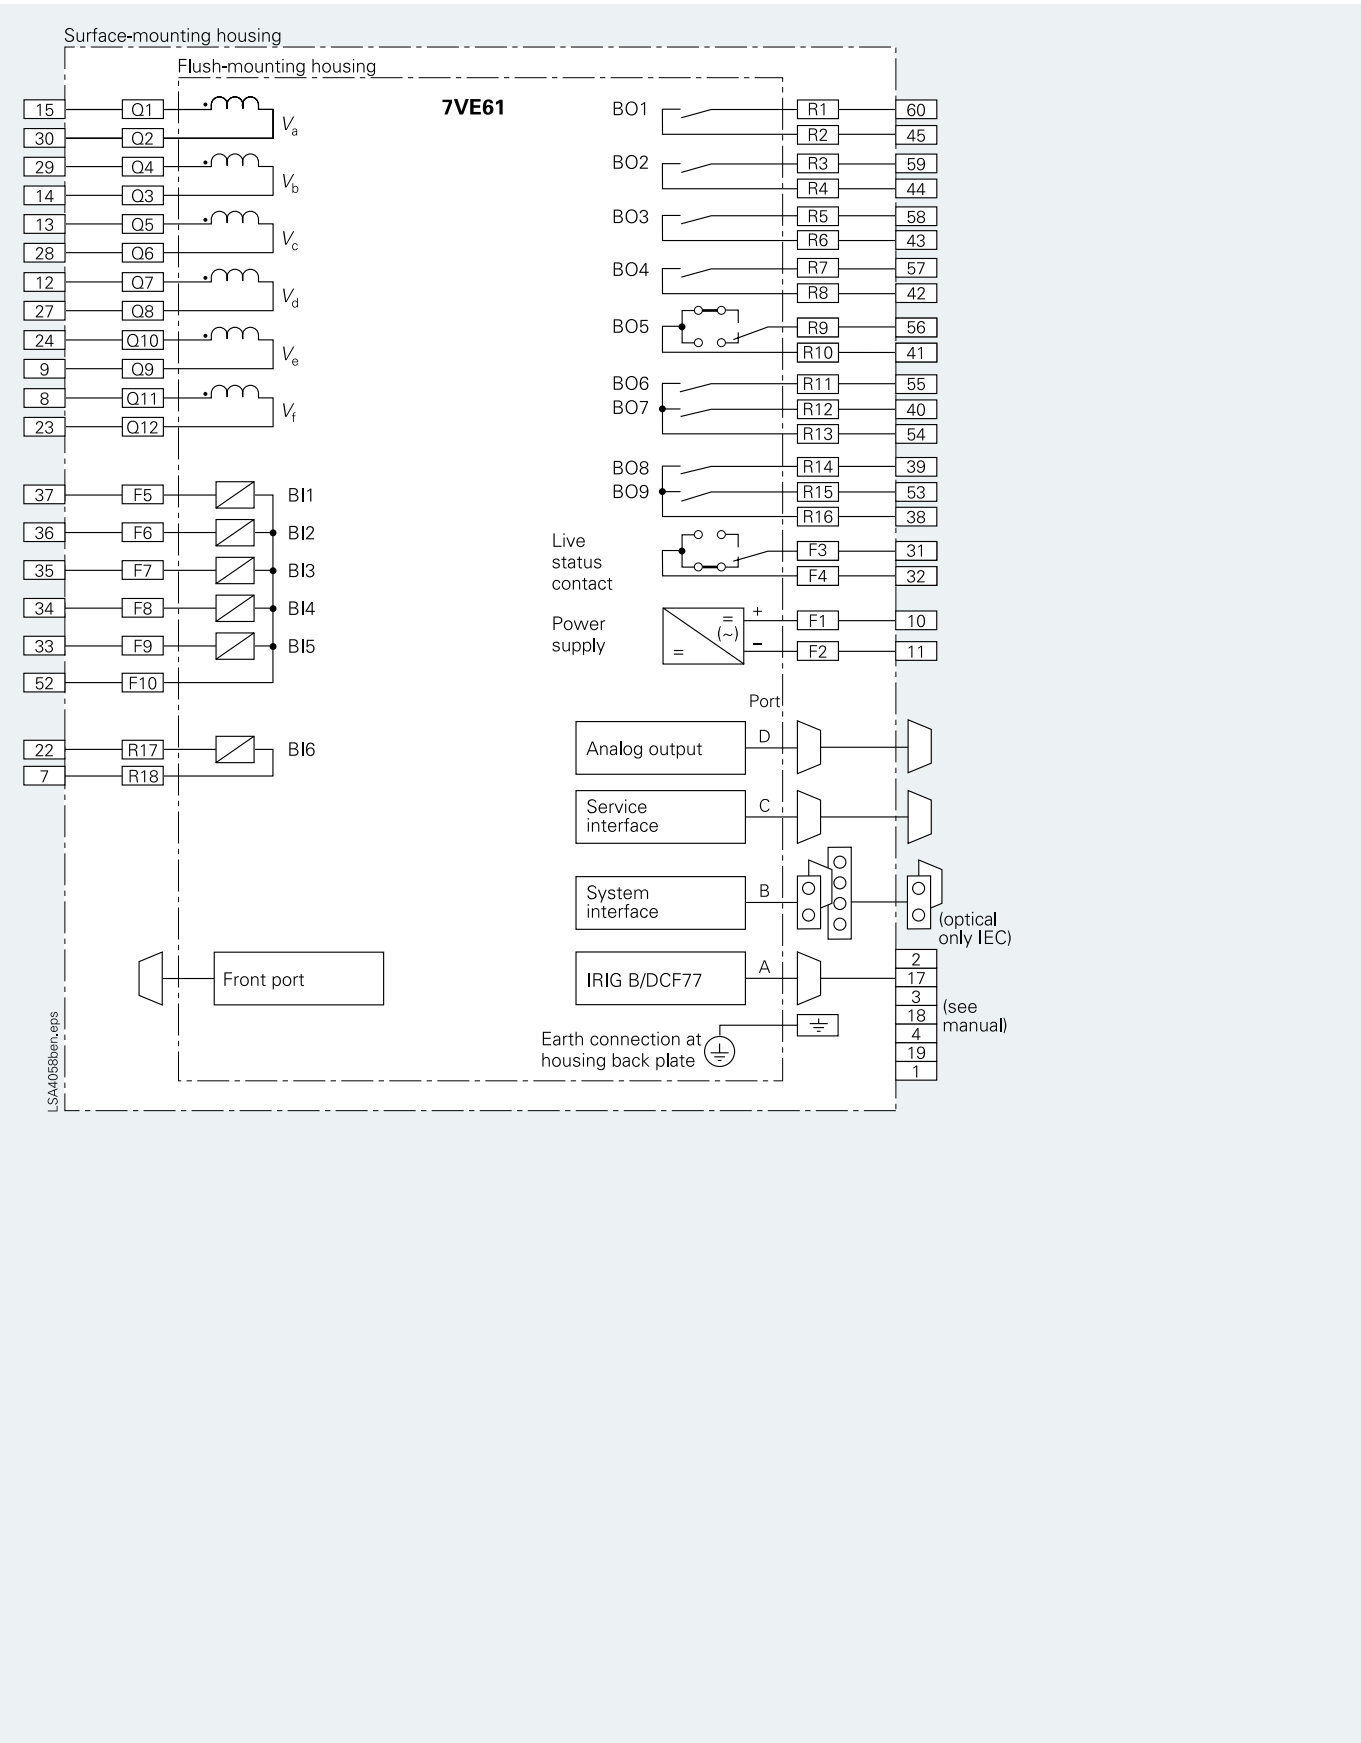 Surface-mounting housing
Flush-mounting housing
7VE61
15 Q1
Va
30 Q2
29 Q4
Vb
14 Q3
13 Q5
Vc
28 Q6
12 Q7
Vd
27 Q8
24 Q10
Ve
9 Q9
8 Q11
Vf
23 Q12
37 F5 BI1
36 F6 BI2
35 F7 BI3
34 F8 BI4
33 F9 BI5
52 F10
22 R17 BI6
7 R18
Front port
BO1 R1 60
R2 45
BO2 R3 59
R4 44
BO3 R5 58
R6 43
BO4 R7 57
R8 42
BO5 R9 56
R10 41
BO6 R11 55
BO7 R12 40
R13 54
BO8 R14 39
BO9 R15 53
R16 38
Live
status
contact
F3 31
F4 32
Power
supply
= (~) =
+ F1 10
– F2 11
Port
Analog output D
Service
interface
C
System
interface
B
(optical
only IEC)
IRIG B/DCF77 A
2
17
3
18
4
19
1
(see
manual)
Earth connection at
housing back plate
LSA4058ben.eps